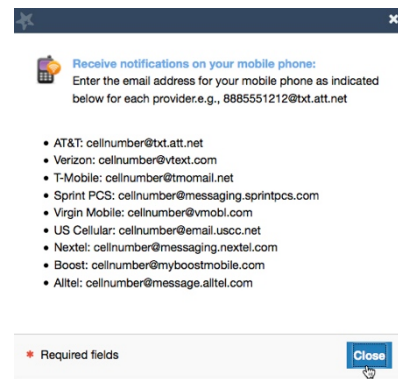 ×
Receive notifications on your mobile phone:
Enter the email address for your mobile phone as indicated
below for each provider.e.g., 8885551212@txt.att.net
• AT&T: cellnumber@txt.att.net
• Verizon: cellnumber@vtext.com
• T-Mobile: cellnumber@tmomail.net
• Sprint PCS: cellnumber@messaging.sprintpcs.com
• Virgin Mobile: cellnumber@vmobl.com
• US Cellular: cellnumber@email.uscc.net
• Nextel: cellnumber@messaging.nextel.com
• Boost: cellnumber@myboostmobile.com
• Alltel: cellnumber@message.alltel.com
* Required fields
Close